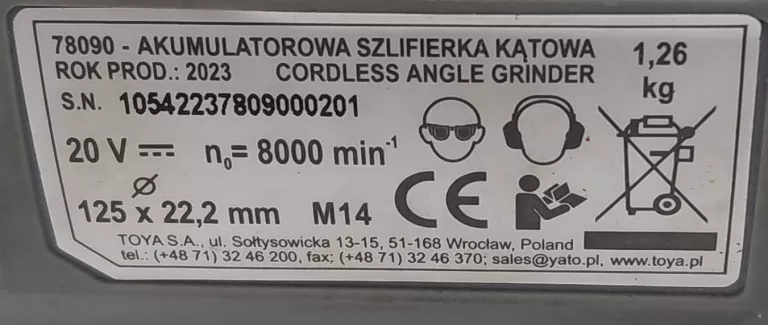 78090 - AKUMULATOROWA SZLIFIERKA KĄTOWA
ROK PROD.: 2023 CORDLESS ANGLE GRINDER
1,26
kg
S.N. 10542237809000201
20 V n₀= 8000 min⁻¹
Ø
125 x 22,2 mm M14 CE
TOYA S.A., ul. Sołtysowicka 13-15, 51-168 Wrocław, Poland
tel.: (+48 71) 32 46 200, fax; (+48 71) 32 46 370; sales@yato.pl, www.toya.pl